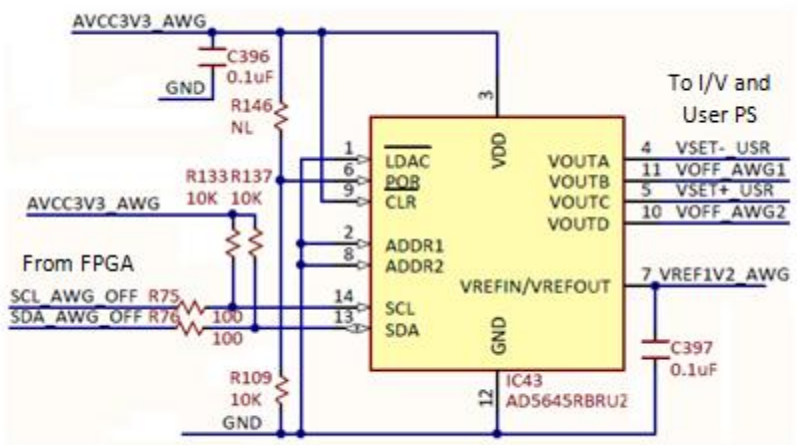 AVCC3V3_AWG
C396
0.1uF
GND
R146
NL
To I/V and
User PS
3
VDD
1 LDAC
6 POR
9 CLR
VOUTA 4 VSET-_USR
VOUTB 11 VOFF_AWG1
VOUTC 5 VSET+_USR
VOUTD 10 VOFF_AWG2
R133 R137
10K 10K
AVCC3V3_AWG
2 ADDR1
8 ADDR2
From FPGA
VREFIN/VREFOUT 7 VREF1V2_AWG
SCL_AWG_OFF R75 100 14 SCL
SDA_AWG_OFF R76 100 13 SDA
GND
12
C397
0.1uF
R109
10K
IC43
AD5645RBRUZ
GND